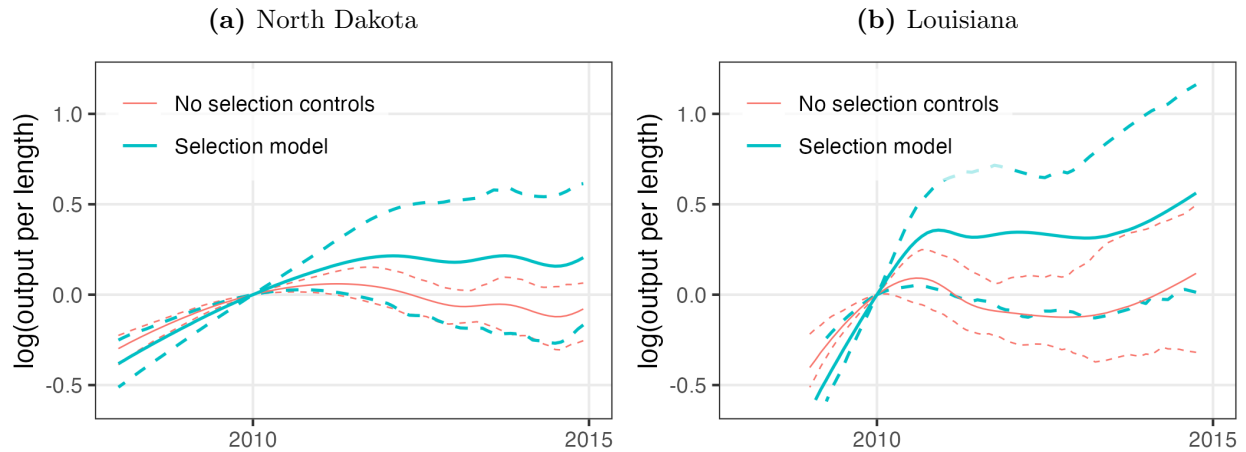 (a) North Dakota
log(output per length)
1.0
0.5
0.0
-0.5
No selection controls
Selection model
2010
2015
(b) Louisiana
log(output per length)
1.0
0.5
0.0
-0.5
No selection controls
Selection model
2010
2015